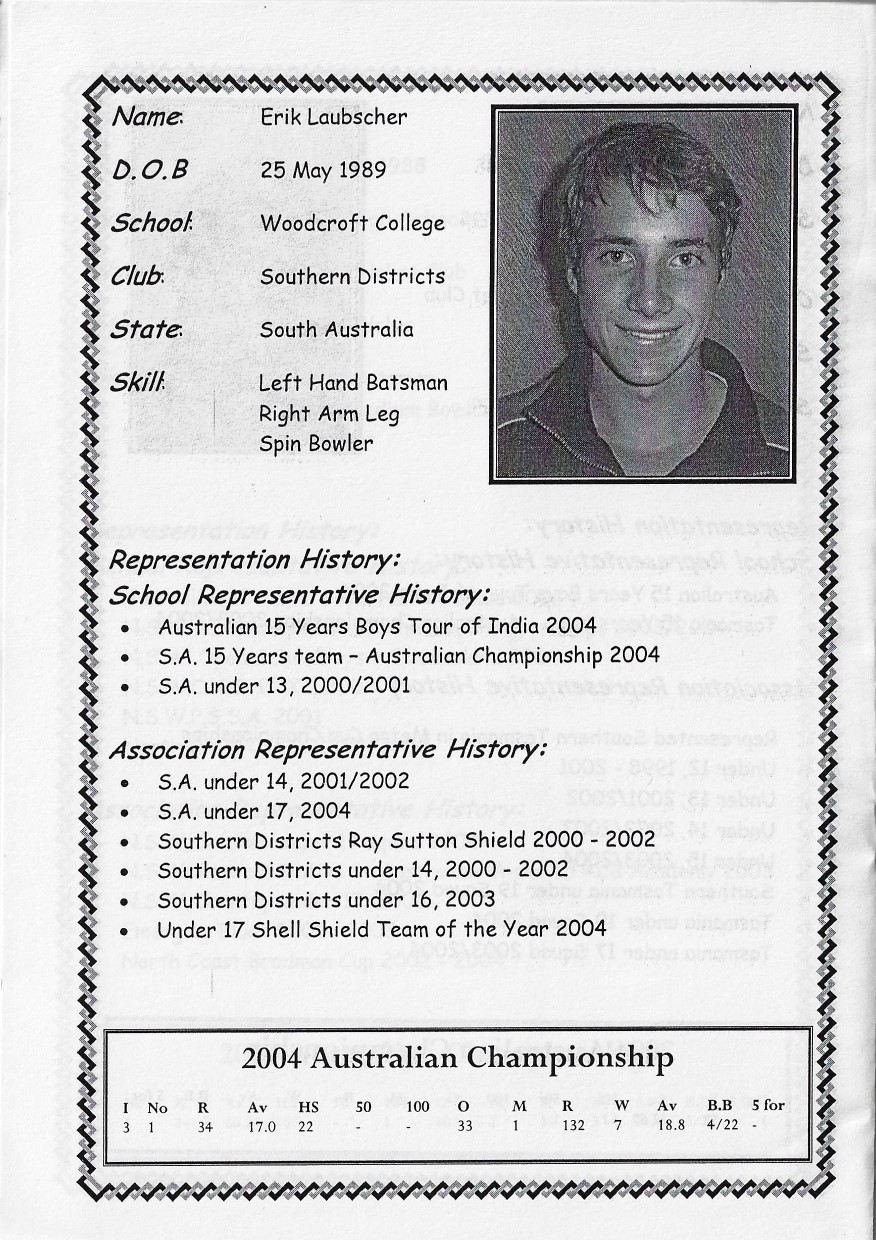 Name: Erik Laubscher
D.O.B 25 May 1989
School: Woodcroft College
Club: Southern Districts
State: South Australia
Skill: Left Hand Batsman
Right Arm Leg
Spin Bowler
Representation History:
School Representative History:
• Australian 15 Years Boys Tour of India 2004
• S.A. 15 Years team - Australian Championship 2004
• S.A. under 13, 2000/2001
Association Representative History:
• S.A. under 14, 2001/2002
• S.A. under 17, 2004
• Southern Districts Ray Sutton Shield 2000 - 2002
• Southern Districts under 14, 2000 - 2002
• Southern Districts under 16, 2003
• Under 17 Shell Shield Team of the Year 2004
2004 Australian Championship
I No R Av HS 50 100 O M R W Av B.B 5 for
3 1 34 17.0 22 - - 33 1 132 7 18.8 4/22 -